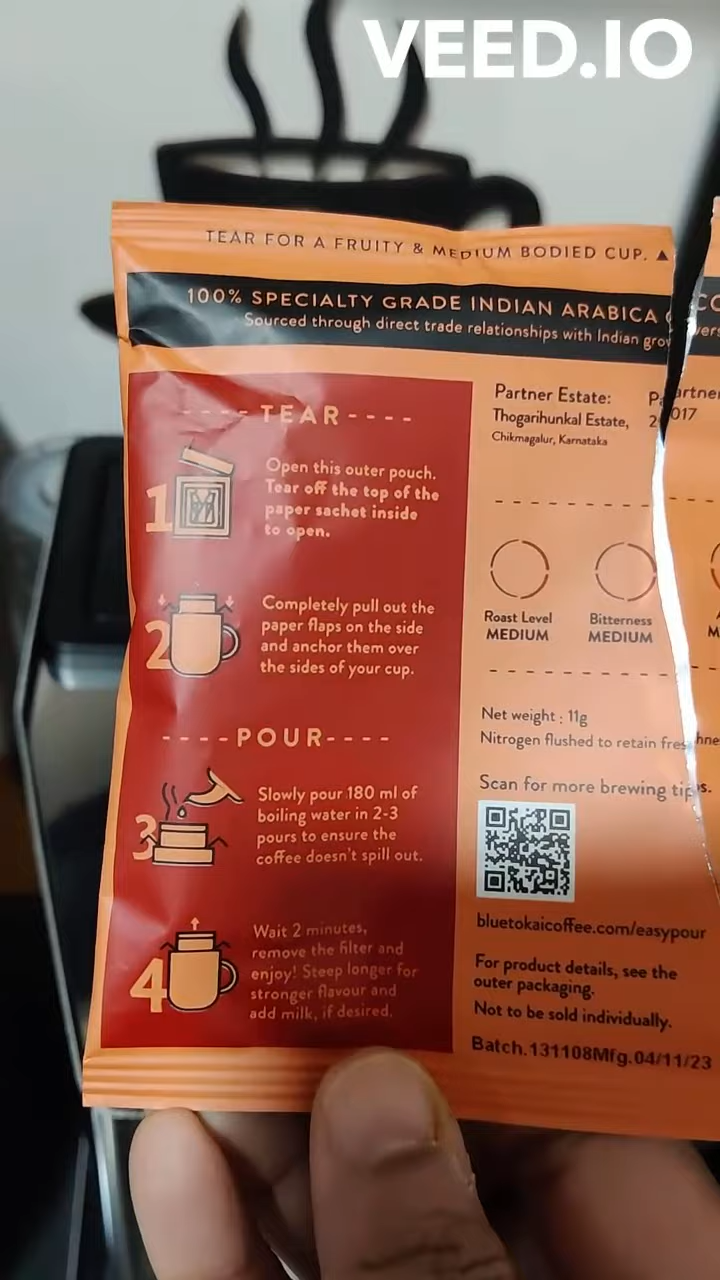 VEED.IO
TEAR FOR A FRUITY & MEDIUM BODIED CUP. ▲
100% SPECIALTY GRADE INDIAN ARABICA
Sourced through direct trade relationships with Indian
---- TEAR ----
1
Open this outer pouch.
Tear off the top of the
paper sachet inside
to open.
2
Completely pull out the
paper flaps on the side
and anchor them over
the sides of your cup.
---- POUR ----
3
Slowly pour 180 ml of
boiling water in 2-3
pours to ensure the
coffee doesn't spill out.
4
Wait 2 minutes,
remove the filter and
enjoy! Steep longer for
stronger flavour and
add milk, if desired.
Partner Estate:
Thogarihunkal Estate,
Chikmagalur, Karnataka
Roast Level
MEDIUM
Bitterness
MEDIUM
Net weight : 11g
Nitrogen flushed to retain
Scan for more brewing tips.
bluetokaicoffee.com/easypour
For product details, see the
outer packaging.
Not to be sold individually.
Batch.131108Mfg.04/11/23